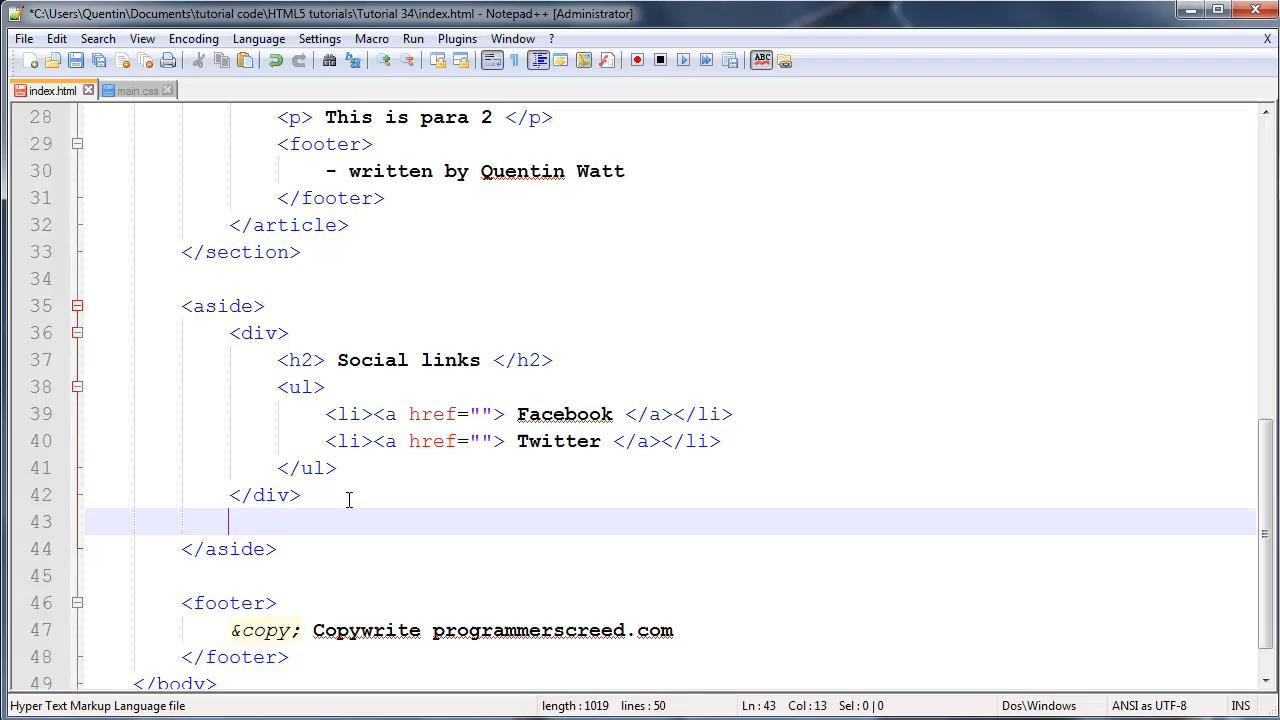 *C:\Users\Quentin\Documents\tutorial code\HTML5 tutorials\Tutorial 34\index.html - Notepad++ [Administrator]
File Edit Search View Encoding Language Settings Macro Run Plugins Window ? X
index.html main.css
28 <p> This is para 2 </p>
29 <footer>
30 - written by Quentin Watt
31 </footer>
32 </article>
33 </section>
34
35 <aside>
36 <div>
37 <h2> Social links </h2>
38 <ul>
39 <li><a href=""> Facebook </a></li>
40 <li><a href=""> Twitter </a></li>
41 </ul>
42 </div>
43
44 </aside>
45
46 <footer>
47 &copy; Copywrite programmerscreed.com
48 </footer>
49 </body>
Hyper Text Markup Language file length : 1019 lines : 50 Ln : 43 Col : 13 Sel : 0 | 0 Dos\Windows ANSI as UTF-8 INS